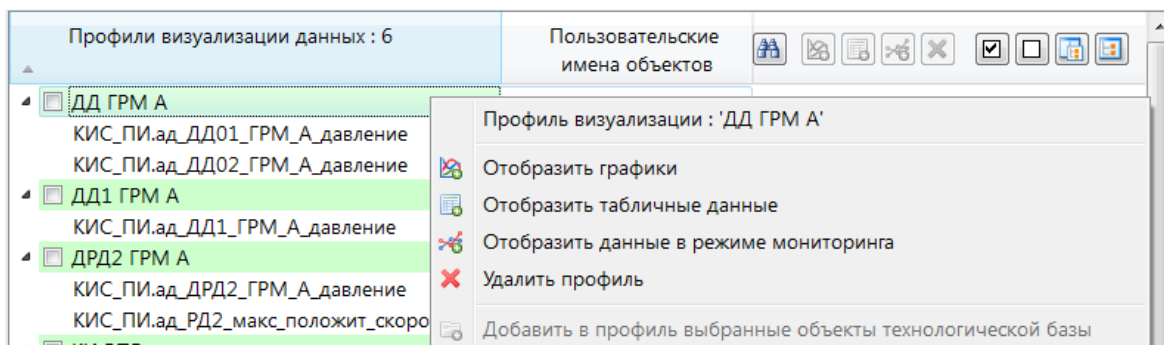 Профили визуализации данных : 6
Пользовательские
имена объектов
ДД ГРМ А
КИС_ПИ.ад_ДД01_ГРМ_А_давление
КИС_ПИ.ад_ДД02_ГРМ_А_давление
ДД1 ГРМ А
КИС_ПИ.ад_ДД1_ГРМ_А_давление
ДРД2 ГРМ А
КИС_ПИ.ад_ДРД2_ГРМ_А_давление
КИС_ПИ.ад_РД2_макс_положит_скоро
Профиль визуализации : 'ДД ГРМ А'
Отобразить графики
Отобразить табличные данные
Отобразить данные в режиме мониторинга
Удалить профиль
Добавить в профиль выбранные объекты технологической базы